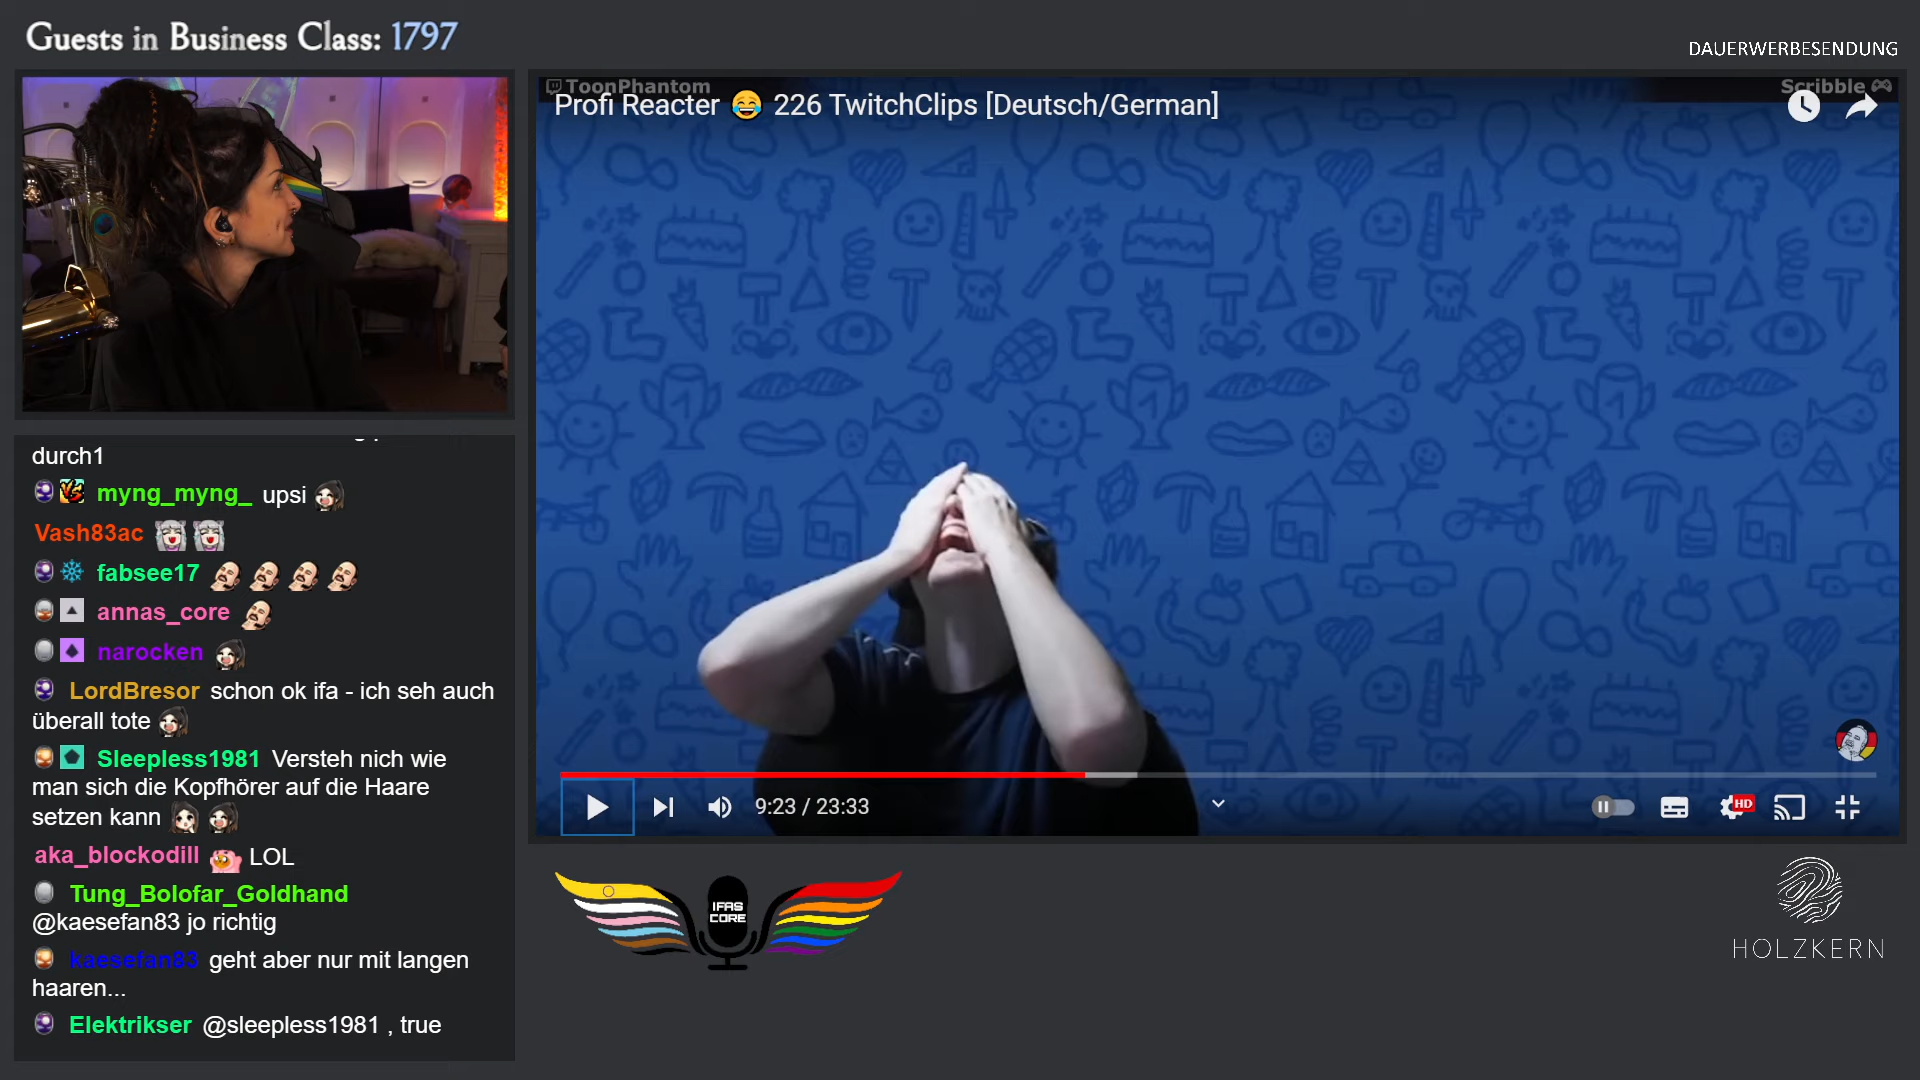 Guests in Business Class: 1797
DAUERWERBESENDUNG
ToonPhantom
Scribble
Profi Reacter 😂 226 TwitchClips [Deutsch/German]
durch1
myng_myng_ upsi
Vash83ac
fabsee17
annas_core
narocken
LordBresor schon ok ifa - ich seh auch
überall tote
Sleepless1981 Versteh nich wie
man sich die Kopfhörer auf die Haare
setzen kann
aka_blockodill LOL
Tung_Bolofar_Goldhand
@kaesefan83 jo richtig
kaesefan83 geht aber nur mit langen
haaren...
Elektrikser @sleepless1981 , true
9:23 / 23:33
HD
IFAS
CORE
HOLZKERN